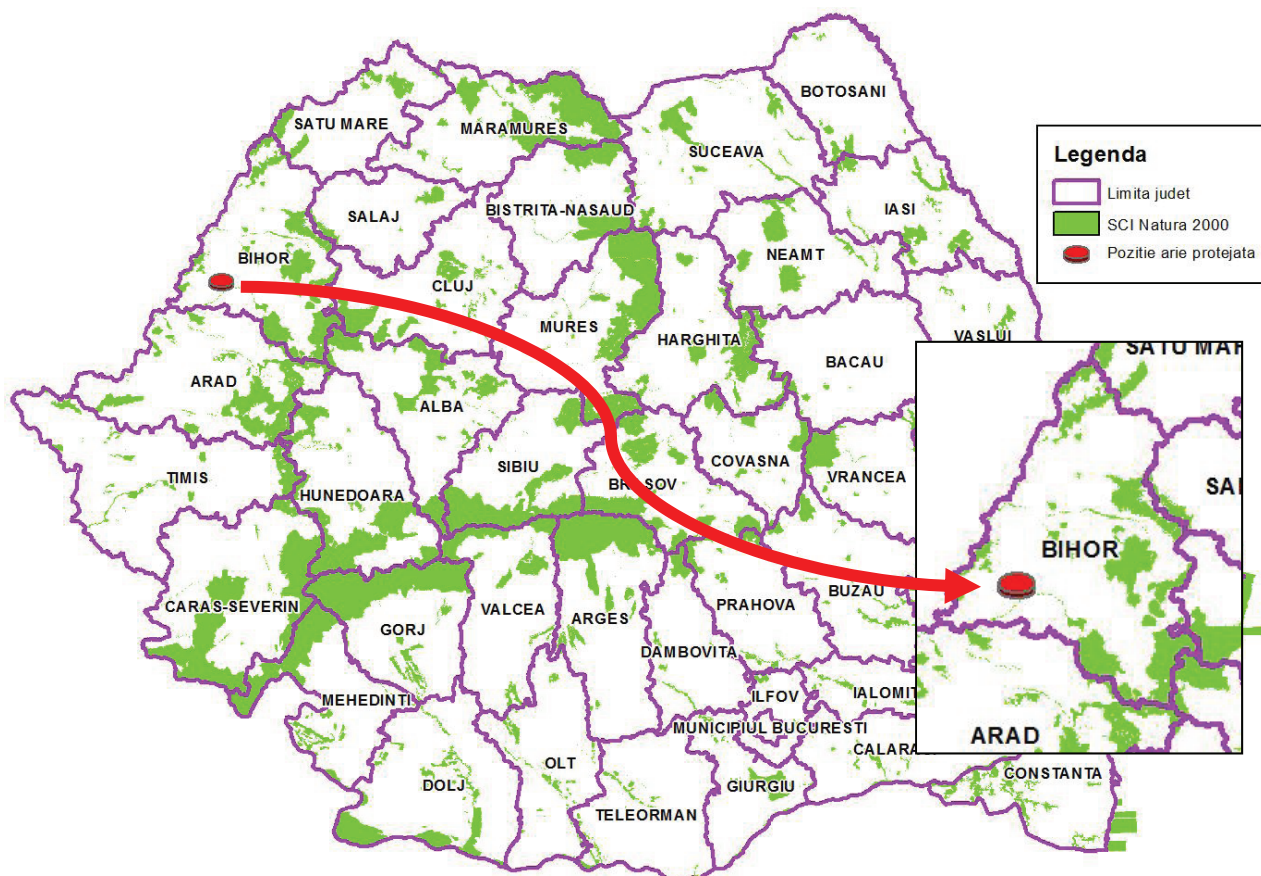 BOTOSANI
SATU MARE
MARAMURES
SUCEAVA
Legenda
Limita judet
SCI Natura 2000
Pozitie arie protejata
SALAJ
BISTRITA-NASAUD
IASI
BIHOR
NEAMT
CLUJ
MURES
HARGHITA
VASLUI
BACAU
ARAD
ALBA
SIBIU
COVASNA
TIMIS
HUNEDOARA
VRANCEA
CARAS-SEVERIN
VALCEA
ARGES
PRAHOVA
BUZAU
GORJ
DAMBOVITA
MEHEDINTI
ILFOV
IALOMIT
MUNICIPIUL BUCURESTI
OLT
CALARA
DOLJ
GIURGIU
CONSTANTA
TELEORMAN
SATU MAR
SA
BIHOR
ARAD